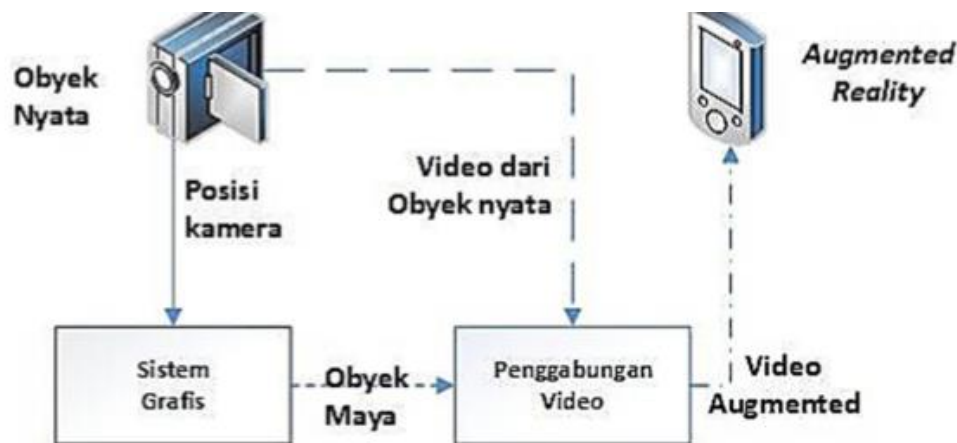 Obyek
Nyata
Augmented
Reality
Posisi
kamera
Video dari
Obyek nyata
Sistem
Grafis
Obyek
Maya
Penggabungan
Video
Video
Augmented